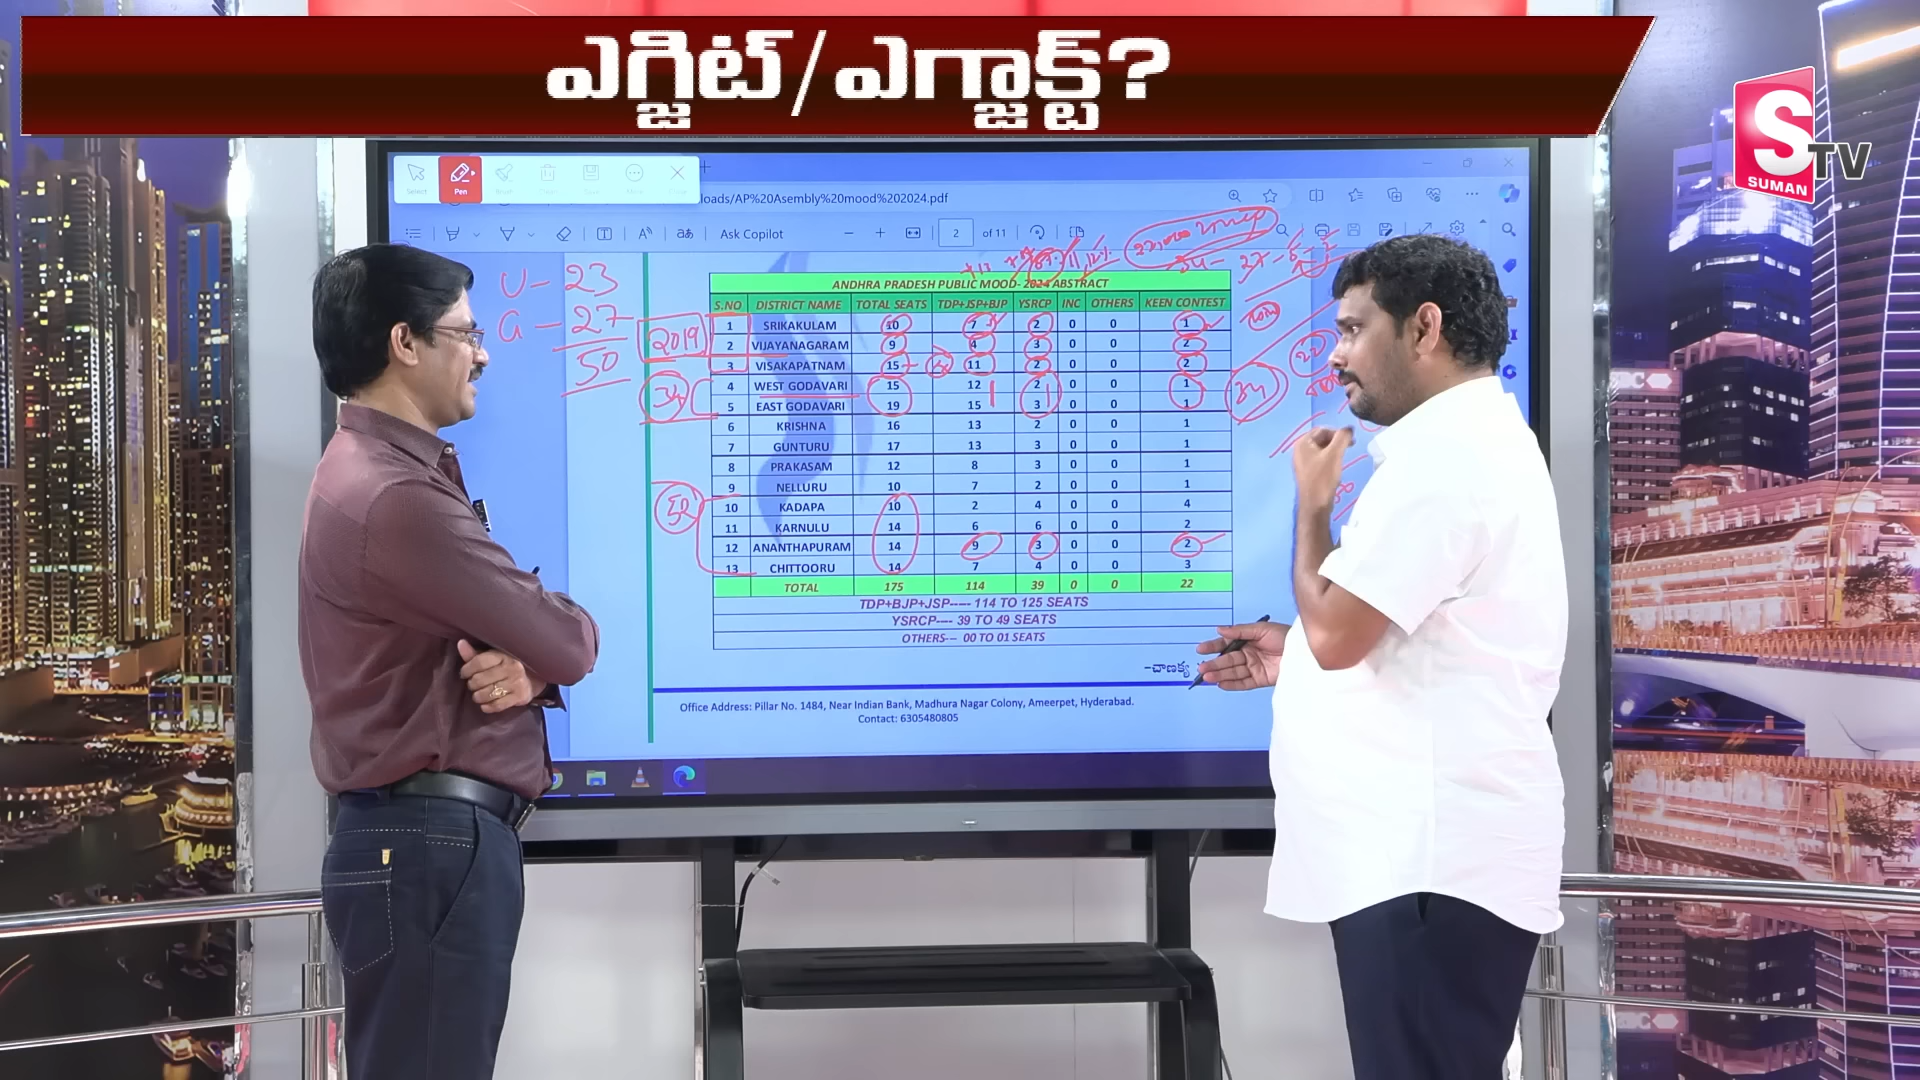 ఎగ్జిట్/ఎగ్జాక్ట్?
S
TV
SUMAN
Select
Pen
loads/AP%20Asembly%20mood%202024.pdf
Ask Copilot
2
of 11
U - 23
G - 27
50
2019
34
52
ANDHRA PRADESH PUBLIC MOOD- 2024 ABSTRACT
S.NO DISTRICT NAME TOTAL SEATS TDP+JSP+BJP YSRCP INC OTHERS KEEN CONTEST
1 SRIKAKULAM 10 7 2 0 0 1
2 VIJAYANAGARAM 9 4 3 0 0 2
3 VISAKAPATNAM 15 11 2 0 0 2
4 WEST GODAVARI 15 12 2 0 0 1
5 EAST GODAVARI 19 15 3 0 0 1
6 KRISHNA 16 13 2 0 0 1
7 GUNTURU 17 13 3 0 0 1
8 PRAKASAM 12 8 3 0 0 1
9 NELLURU 10 7 2 0 0 1
10 KADAPA 10 2 4 0 0 4
11 KARNULU 14 6 6 0 0 2
12 ANANTHAPURAM 14 9 3 0 0 2
13 CHITTOORU 14 7 4 0 0 3
TOTAL 175 114 39 0 0 22
TDP+BJP+JSP----- 114 TO 125 SEATS
YSRCP---- 39 TO 49 SEATS
OTHERS--- 00 TO 01 SEATS
-చాణక్య
Office Address: Pillar No. 1484, Near Indian Bank, Madhura Nagar Colony, Ameerpet, Hyderabad.
Contact: 6305480805